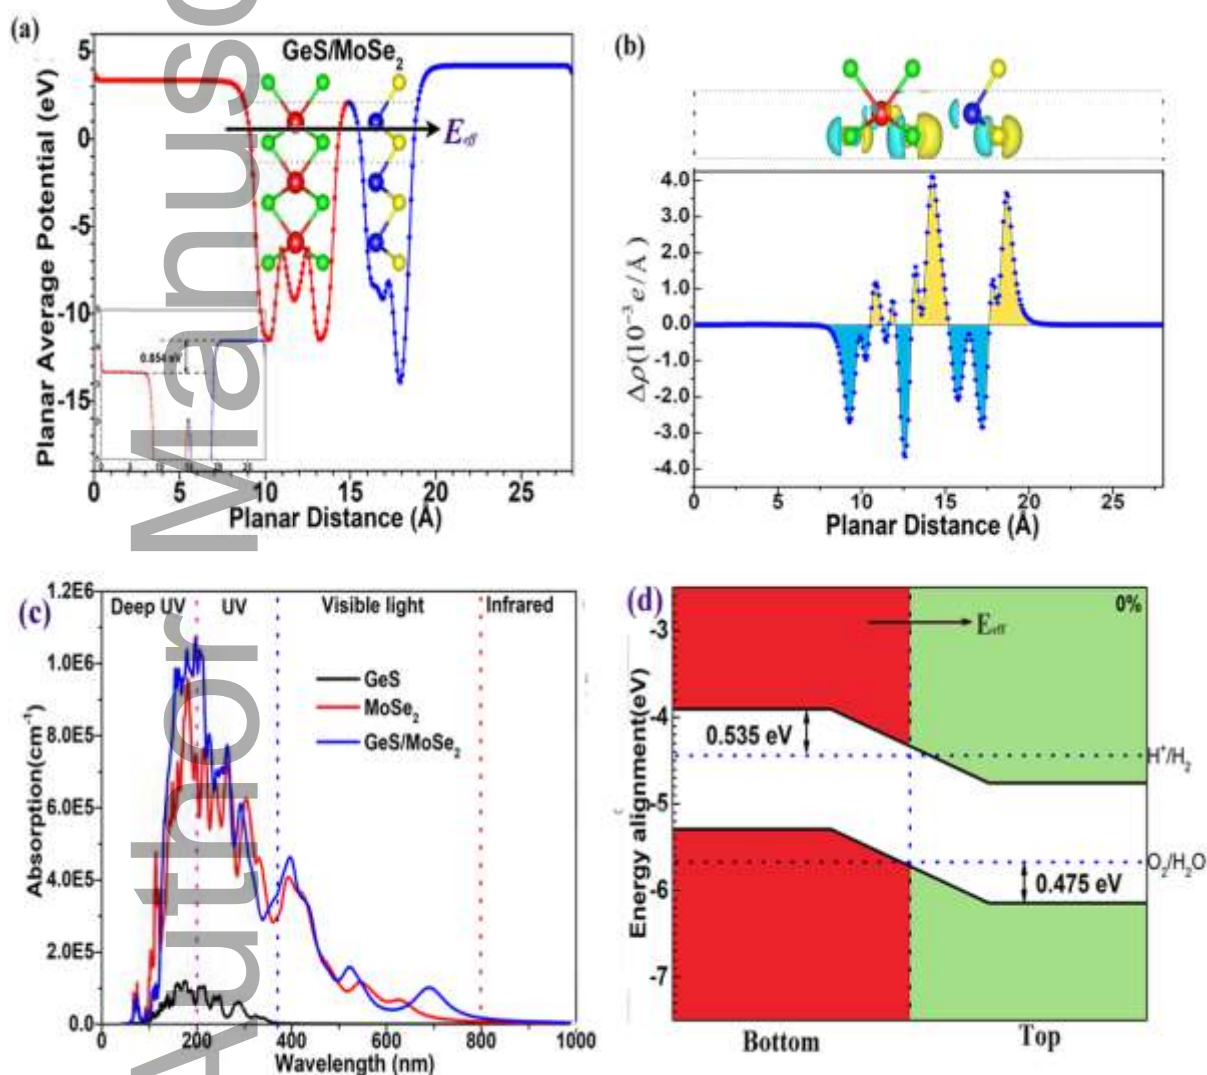 (a)
GeS/MoSe₂
E_eff
Planar Average Potential (eV)
5
0
-5
-10
-15
0.854 eV
0 5 10 15 20 25
Planar Distance (Å)
(b)
Δρ(10⁻³ e/Å)
4.0
3.0
2.0
1.0
0.0
-1.0
-2.0
-3.0
-4.0
0 5 10 15 20 25
Planar Distance (Å)
(c)
Deep UV UV Visible light Infrared
GeS
MoSe₂
GeS/MoSe₂
Absorption(cm⁻¹)
1.2E6
1.0E6
8.0E5
6.0E5
4.0E5
2.0E5
0.0
0 200 400 600 800 1000
Wavelength (nm)
(d)
0%
E_eff
Energy alignment(eV)
-3
-4
-5
-6
-7
0.535 eV
H⁺/H₂
O₂/H₂O
0.475 eV
Bottom Top
Author Manusc